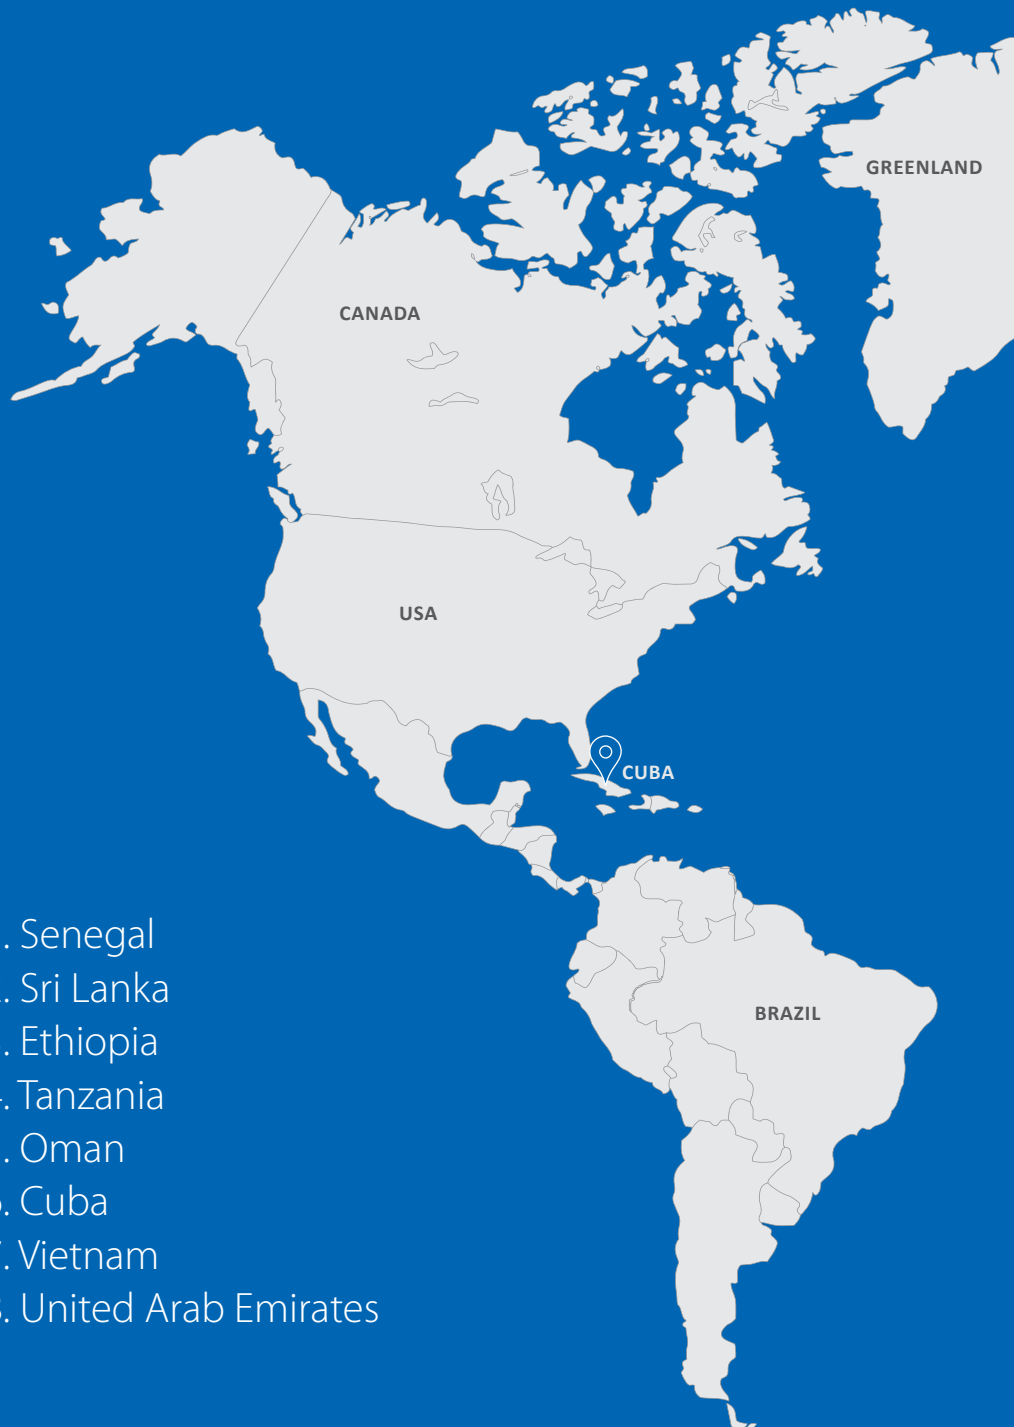 GREENLAND
CANADA
USA
CUBA
BRAZIL
. Senegal
. Sri Lanka
. Ethiopia
. Tanzania
. Oman
. Cuba
. Vietnam
. United Arab Emirates